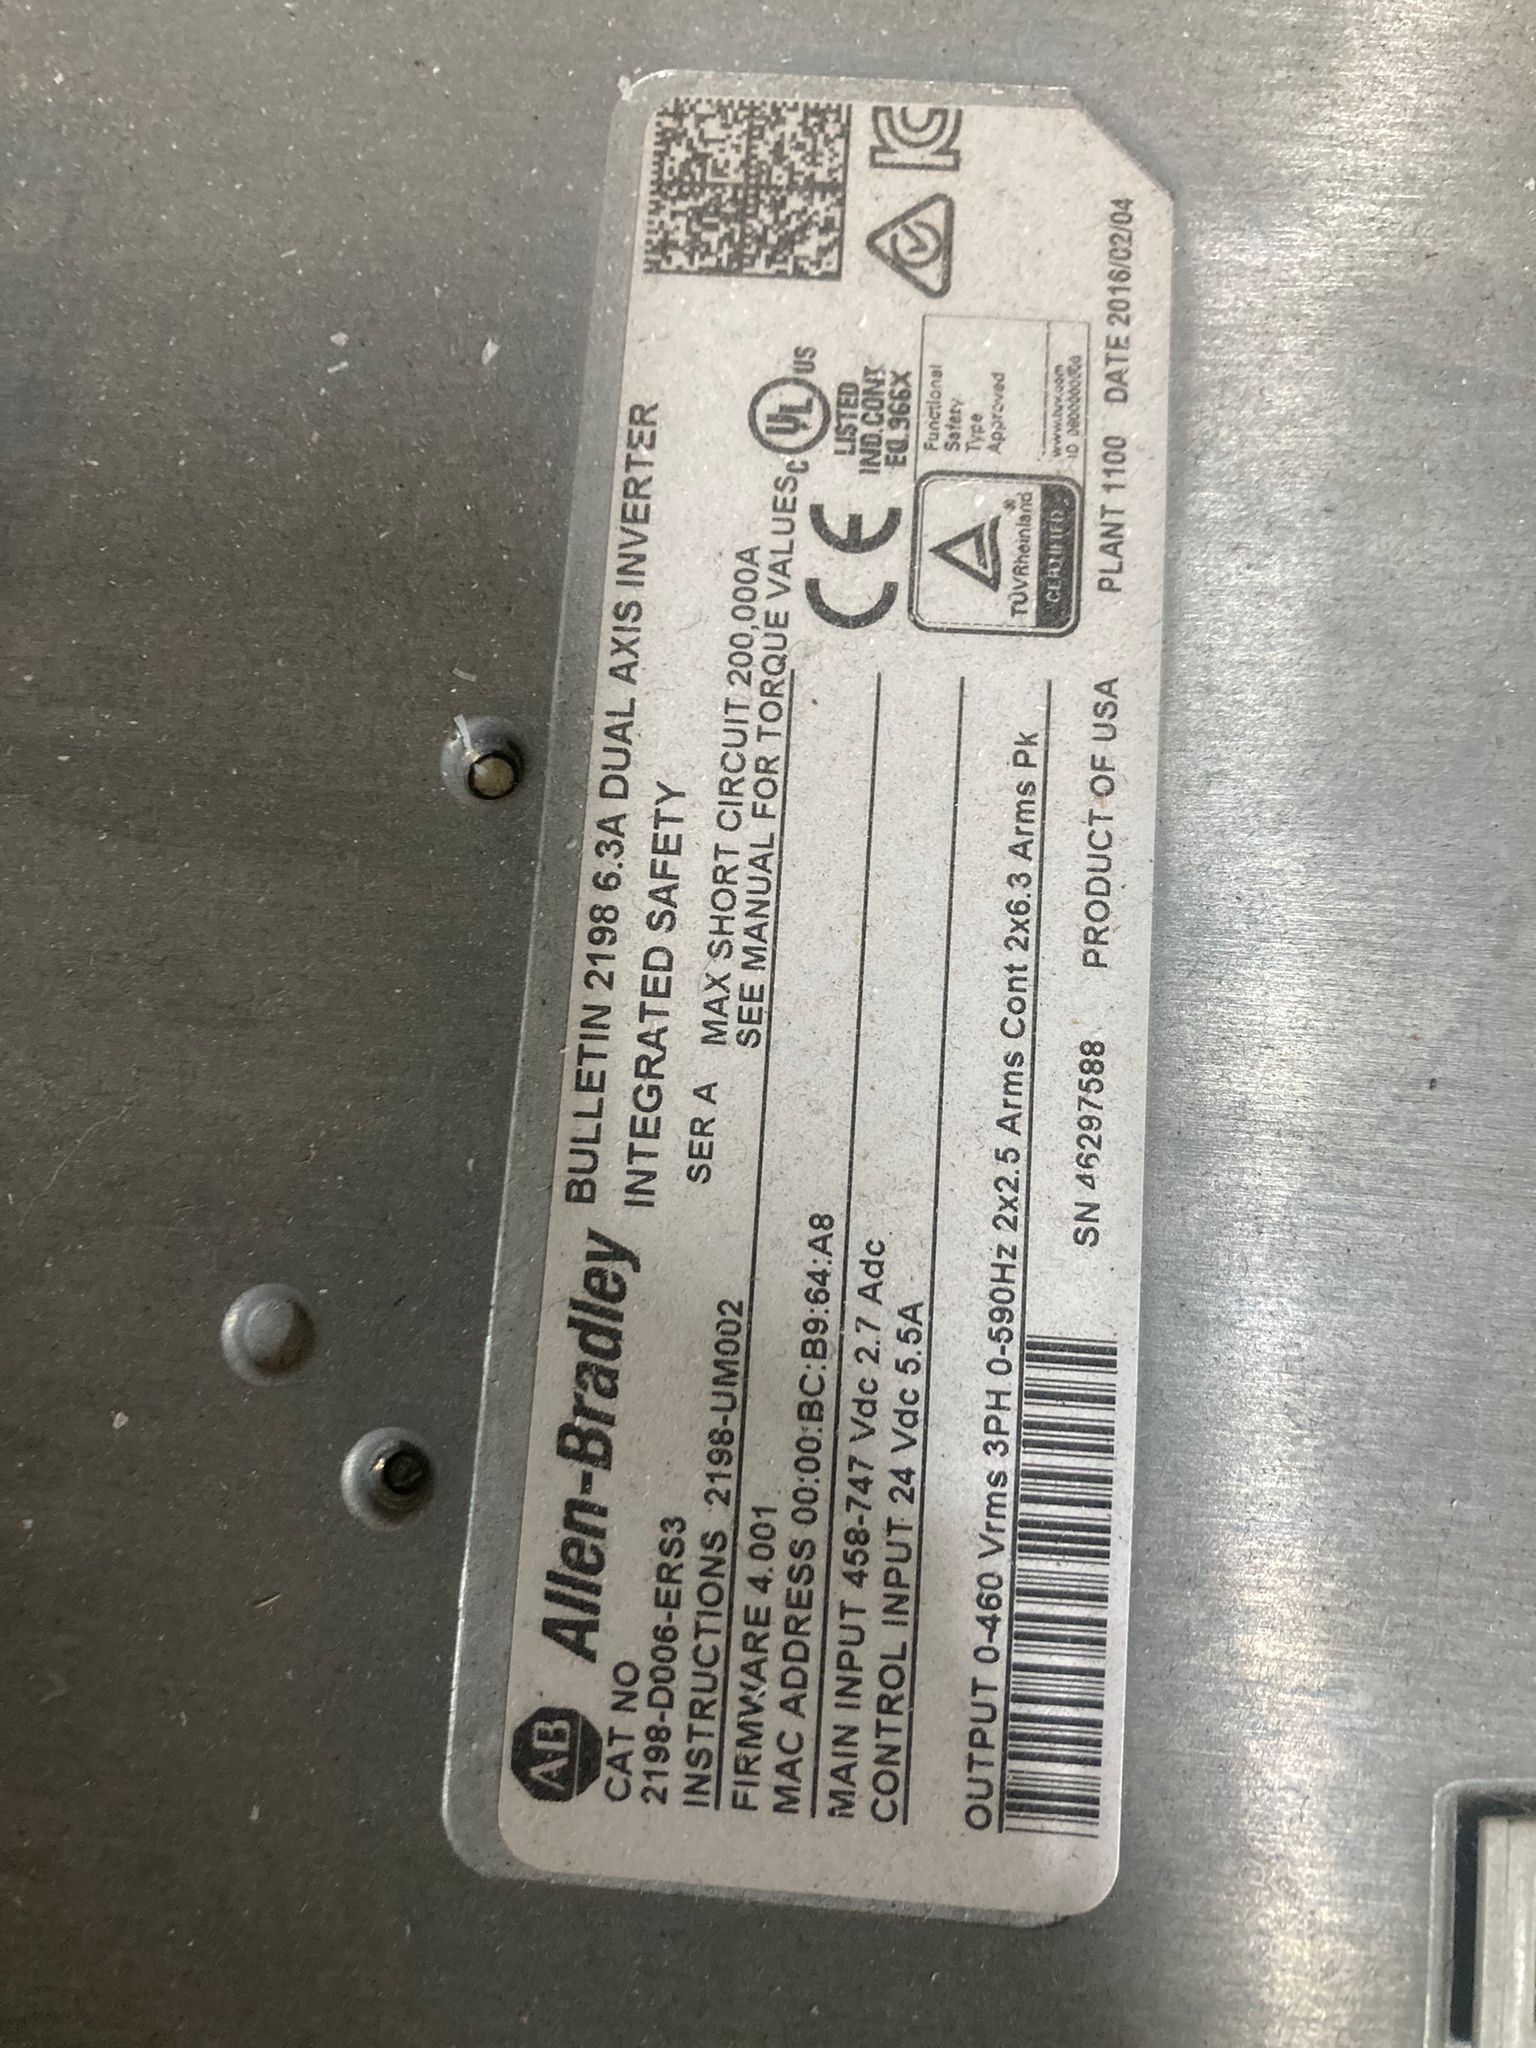 AB Allen-Bradley
BULLETIN 2198 6.3A DUAL AXIS INVERTER
INTEGRATED SAFETY
CAT NO
2198-D006-ERS3
SER A
MAX SHORT CIRCUIT 200,000A
SEE MANUAL FOR TORQUE VALUES
INSTRUCTIONS 2198-UM002
FIRMWARE 4.001
MAC ADDRESS 00:00:BC:B9:64:A8
MAIN INPUT 458-747 Vdc 2.7 Adc
CONTROL INPUT 24 Vdc 5.5A
OUTPUT 0-460 Vrms 3PH 0-590Hz 2x2.5 Arms Cont 2x6.3 Arms Pk
C UL US
LISTED
IND.CONT
EQ.966X
CE
TÜVRheinland®
CERTIFIED
Functional
Safety
Type
Approved
www.tuv.com
ID 0600000000
SN 46297588
PRODUCT OF USA
PLANT 1100 DATE 2016/02/04